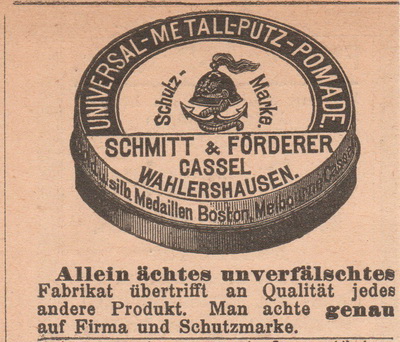 UNIVERSAL-METALL-PUTZ-POMADE
Schutz-Marke.
SCHMITT & FÖRDERER
CASSEL
WAHLERSHAUSEN.
silb. Medaillen Boston, Melbourne Cassel
Allein ächtes unverfälschtes
Fabrikat übertrifft an Qualität jedes
andere Produkt. Man achte genau
auf Firma und Schutzmarke.